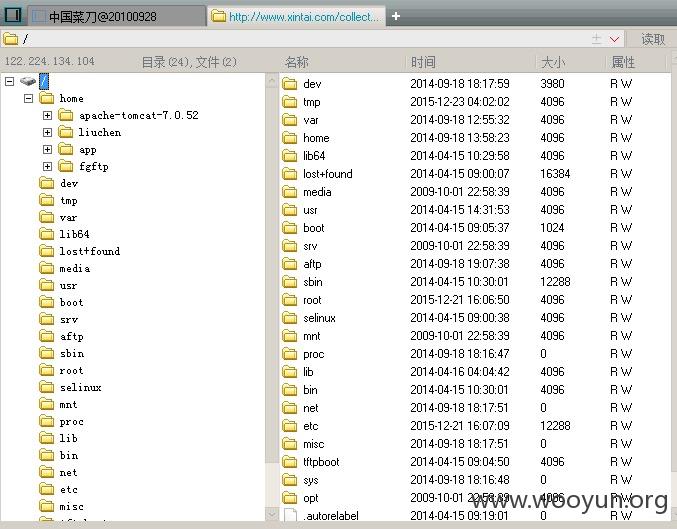 中国菜刀@20100928 http://www.xintai.com/collect... +
/ 读取
122.224.134.104 目录(24),文件(2) 名称 时间 大小 属性
/
home
apache-tomcat-7.0.52
liuchen
app
fgftp
dev
tmp
var
lib64
lost+found
media
usr
boot
srv
aftp
sbin
root
selinux
mnt
proc
lib
bin
net
etc
misc
dev 2014-09-18 18:17:59 3980 R W
tmp 2015-12-23 04:02:02 4096 R W
var 2014-09-18 12:55:32 4096 R W
home 2014-09-18 13:58:23 4096 R W
lib64 2014-04-15 10:29:58 4096 R W
lost+found 2014-04-15 09:00:07 16384 R W
media 2009-10-01 22:58:39 4096 R W
usr 2014-04-15 14:31:53 4096 R W
boot 2014-04-15 09:05:37 1024 R W
srv 2009-10-01 22:58:39 4096 R W
aftp 2014-09-18 19:07:38 4096 R W
sbin 2014-04-15 10:30:01 12288 R W
root 2015-12-21 16:06:50 4096 R W
selinux 2014-04-15 09:00:38 4096 R W
mnt 2009-10-01 22:58:39 4096 R W
proc 2014-09-18 18:16:47 0 R W
lib 2014-04-16 04:04:42 4096 R W
bin 2014-04-15 10:30:01 4096 R W
net 2014-09-18 18:17:51 0 R W
etc 2015-12-21 16:07:09 12288 R W
misc 2014-09-18 18:17:51 0 R W
tftpboot 2014-04-15 09:04:50 4096 R W
sys 2014-09-18 18:16:48 0 R W
opt 2009-10-01 22:58:39 4096 R W
.autorelabel 2014-04-15 09:19:01 0 R W
www.wooyun.org